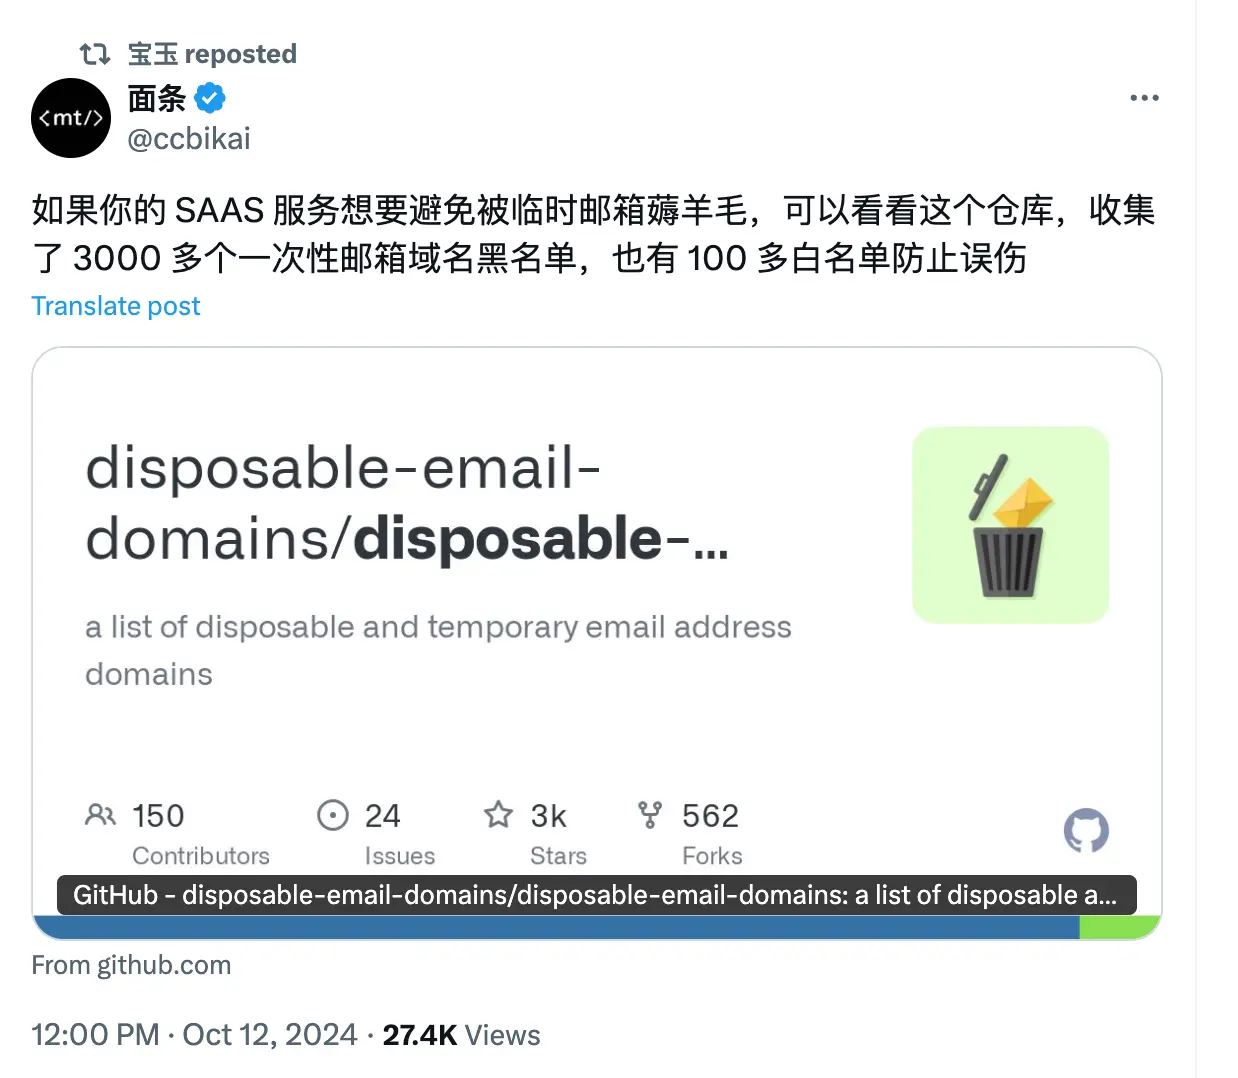 宝玉 reposted
<mt/>
面条
@ccbikai
如果你的 SAAS 服务想要避免被临时邮箱薅羊毛，可以看看这个仓库，收集
了 3000 多个一次性邮箱域名黑名单，也有 100 多白名单防止误伤
Translate post
disposable-email-
domains/disposable-...
a list of disposable and temporary email address
domains
150 24 3k 562
Contributors Issues Stars Forks
GitHub - disposable-email-domains/disposable-email-domains: a list of disposable a...
From github.com
12:00 PM · Oct 12, 2024 · 27.4K Views